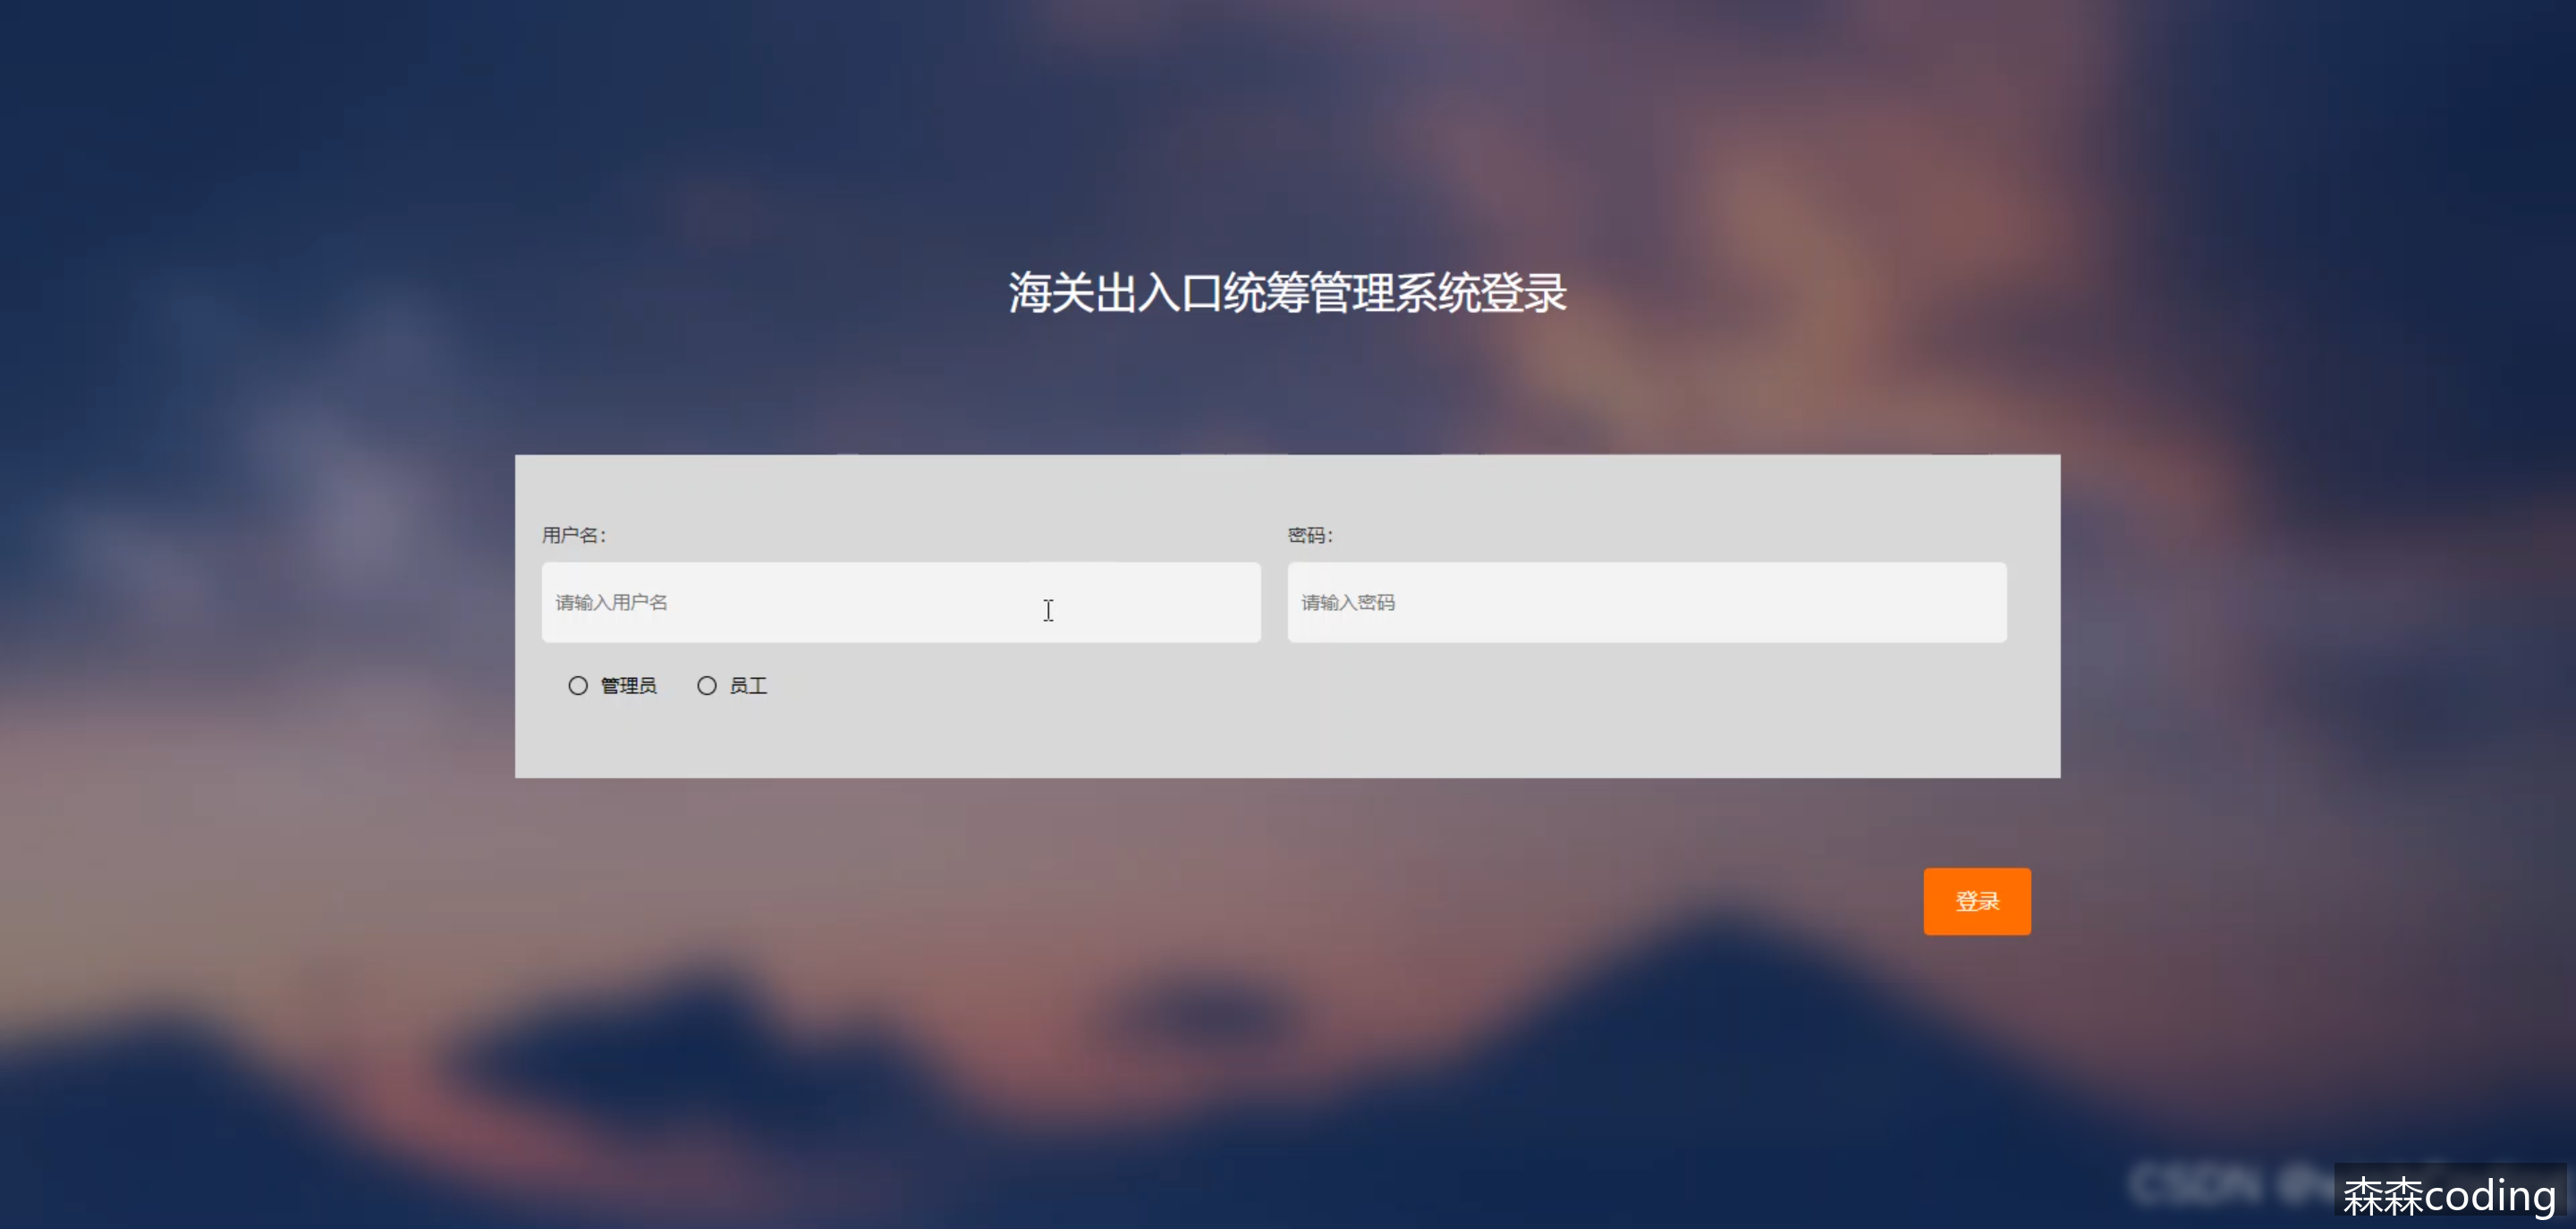 海关出入口统筹管理系统登录
用户名：
密码：
请输入用户名
请输入密码
管理员
员工
登录
CSDN
森森coding